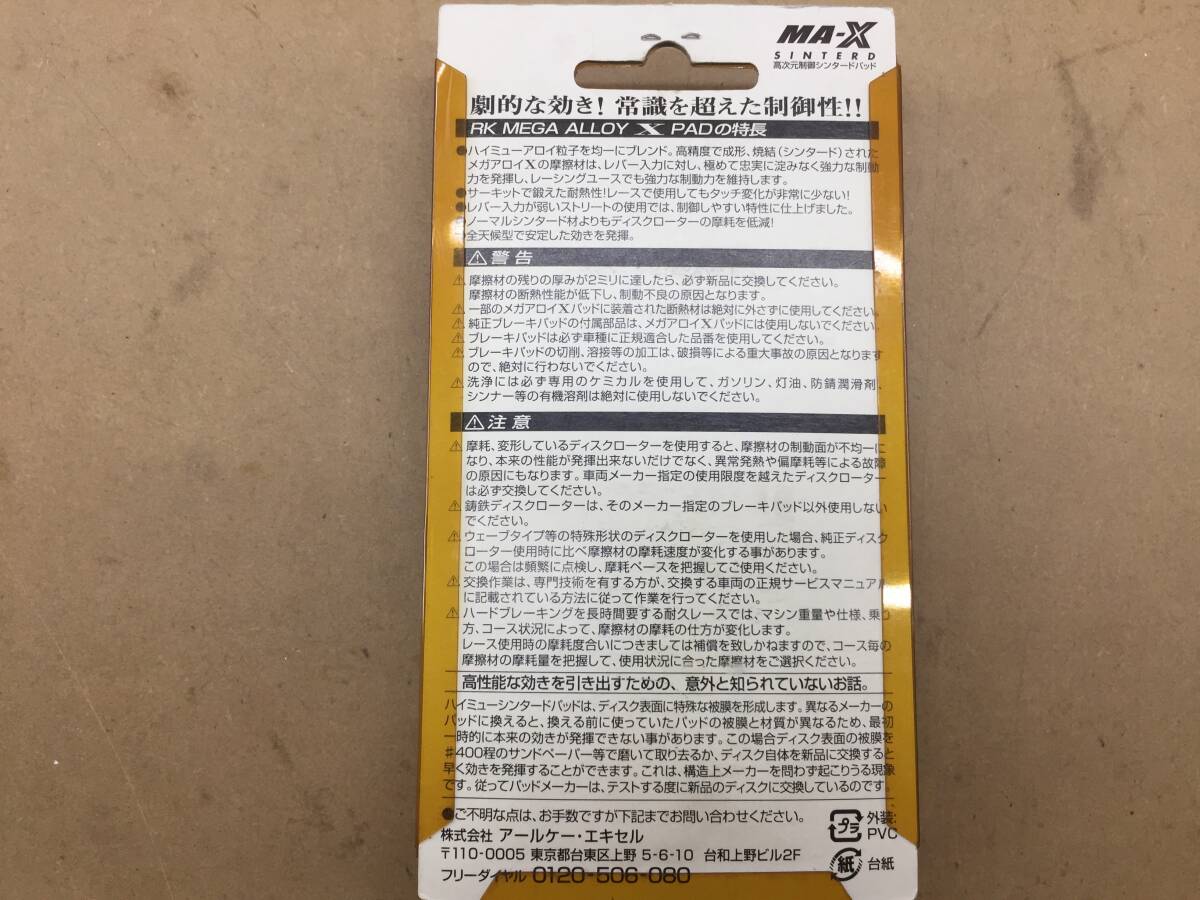 MA-X
SINTERD
高次元制御シンタードパッド
劇的な効き! 常識を超えた制御性!!
RK MEGA ALLOY X PADの特長
●ハイミューアロイ粒子を均一にブレンド。高精度で成形、焼結(シンタード)された
メガアロイXの摩擦材は、レバー入力に対し、極めて忠実に淀みなく強力な制動
力を発揮し、レーシングユースでも強力な制動力を維持します。
●サーキットで鍛えた耐熱性!レースで使用してもタッチ変化が非常に少ない!
●レバー入力が弱いストリートの使用では、制御しやすい特性に仕上げました。
●ノーマルシンタード材よりもディスクローターの摩耗を低減!
●全天候型で安定した効きを発揮。
⚠警告
⚠摩擦材の残りの厚みが2ミリに達したら、必ず新品に交換してください。
摩擦材の断熱性能が低下し、制動不良の原因となります。
⚠一部のメガアロイXパッドに装着された断熱材は絶対に外さずに使用してください。
⚠純正ブレーキパッドの付属部品は、メガアロイXパッドには使用しないでください。
⚠ブレーキパッドは必ず車種に正規適合した品番を使用してください。
⚠ブレーキパッドの切削、溶接等の加工は、破損等による重大事故の原因となります
ので、絶対に行わないでください。
⚠洗浄には必ず専用のケミカルを使用して、ガソリン、灯油、防錆潤滑剤、
シンナー等の有機溶剤は絶対に使用しないでください。
⚠注意
⚠摩耗、変形しているディスクローターを使用すると、摩擦材の制動面が不均一に
なり、本来の性能が発揮出来ないだけでなく、異常発熱や偏摩耗等による故障
の原因にもなります。車両メーカー指定の使用限度を越えたディスクローター
は必ず交換してください。
⚠鋳鉄ディスクローターは、そのメーカー指定のブレーキパッド以外使用しない
でください。
⚠ウェーブタイプ等の特殊形状のディスクローターを使用した場合、純正ディスク
ローター使用時に比べ摩擦材の摩耗速度が変化する事があります。
この場合は頻繁に点検し、摩耗ペースを把握してご使用ください。
⚠交換作業は、専門技術を有する方が、交換する車両の正規サービスマニュアル
に記載されている方法に従って作業を行ってください。
⚠ハードブレーキングを長時間要する耐久レースでは、マシン重量や仕様、乗り
方、コース状況によって、摩擦材の摩耗の仕方が変化します。
レース使用時の摩耗度合いにつきましては補償を致しかねますので、コース毎の
摩擦材の摩耗量を把握して、使用状況に合った摩擦材をご選択ください。
高性能な効きを引き出すための、意外と知られていないお話。
ハイミューシンタードパッドは、ディスク表面に特殊な被膜を形成します。異なるメーカーの
パッドに換えると、換える前に使っていたパッドの被膜と材質が異なるため、最初
一時的に本来の効きが発揮できない事があります。この場合ディスク表面の被膜を
♯400程のサンドペーパー等で磨いて取り去るか、ディスク自体を新品に交換すると
早く効きを発揮することができます。これは、構造上メーカーを問わず起こりうる現象
です。従ってパッドメーカーは、テストする度に新品のディスクに交換しているのです。
●ご不明な点は、お手数ですが下記までお問い合わせください。
株式会社 アールケー・エキセル
〒110-0005 東京都台東区上野 5-6-10 台和上野ビル2F
フリーダイヤル 0120-506-080
プラ 外装:
PVC
紙 台紙